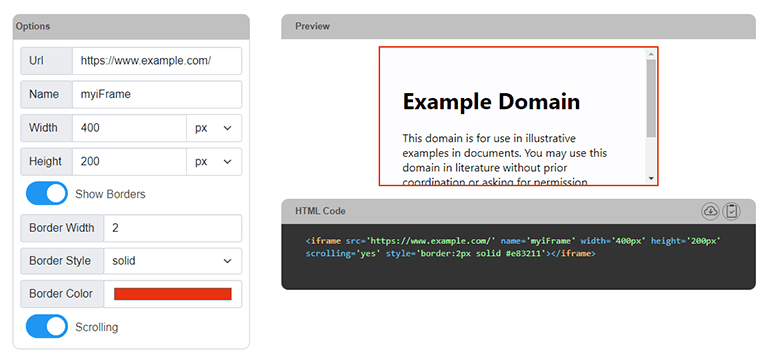 Options
Url https://www.example.com/
Name myiFrame
Width 400 px
Height 200 px
Show Borders
Border Width 2
Border Style solid
Border Color
Scrolling
Preview
Example Domain
This domain is for use in illustrative
examples in documents. You may use this
domain in literature without prior
coordination or asking for permission.
HTML Code
<iframe src='https://www.example.com/' name='myiFrame' width='400px' height='200px'
scrolling='yes' style='border:2px solid #e83211'></iframe>